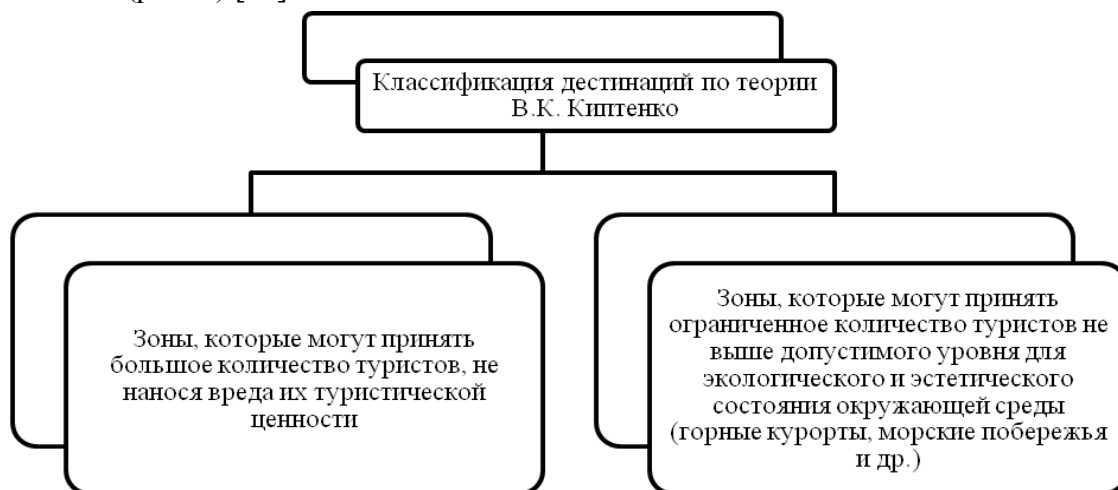 Классификация дестинаций по теории
В.К. Киптенко
Зоны, которые могут принять
большое количество туристов, не
нанося вреда их туристической
ценности
Зоны, которые могут принять
ограниченное количество туристов не
выше допустимого уровня для
экологического и эстетического
состояния окружающей среды
(горные курорты, морские побережья
и др.)